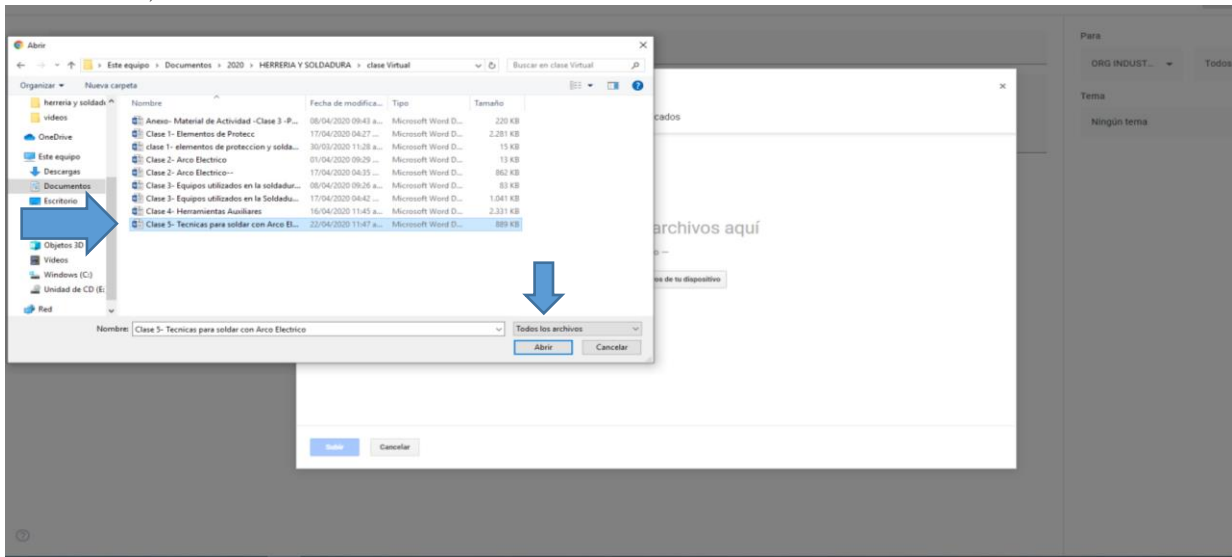 Abrir
Este equipo > Documentos > 2020 > HERRERIA Y SOLDADURA > clase Virtual
Buscar en clase Virtual
Organizar
Nueva carpeta
herreria y soldad
videos
OneDrive
Este equipo
Descargas
Documentos
Escritorio
Objetos 3D
Vídeos
Windows (C:)
Unidad de CD (E:
Red
Nombre Fecha de modifica... Tipo Tamaño
Anexo- Material de Actividad -Clase 3 -P... 08/04/2020 09:43 a... Microsoft Word D... 220 KB
Clase 1- Elementos de Protecc 17/04/2020 04:27 ... Microsoft Word D... 2.281 KB
clase 1- elementos de proteccion y solda... 30/03/2020 11:28 a... Microsoft Word D... 15 KB
Clase 2- Arco Electrico 01/04/2020 09:29 ... Microsoft Word D... 13 KB
Clase 2- Arco Electrico-- 17/04/2020 04:35 ... Microsoft Word D... 862 KB
Clase 3- Equipos utilizados en la soldadur... 08/04/2020 09:26 a... Microsoft Word D... 83 KB
Clase 3- Equipos utilizados en la Soldadu... 17/04/2020 04:42 ... Microsoft Word D... 1.041 KB
Clase 4- Herramientas Auxiliares 16/04/2020 11:45 a... Microsoft Word D... 2.331 KB
Clase 5- Tecnicas para soldar con Arco El... 22/04/2020 11:47 a... Microsoft Word D... 889 KB
Nombre: Clase 5- Tecnicas para soldar con Arco Electrico
Todos los archivos
Abrir Cancelar
cados
archivos aquí
os de tu dispositivo
Subir Cancelar
Para
ORG INDUST... Todos
Tema
Ningún tema